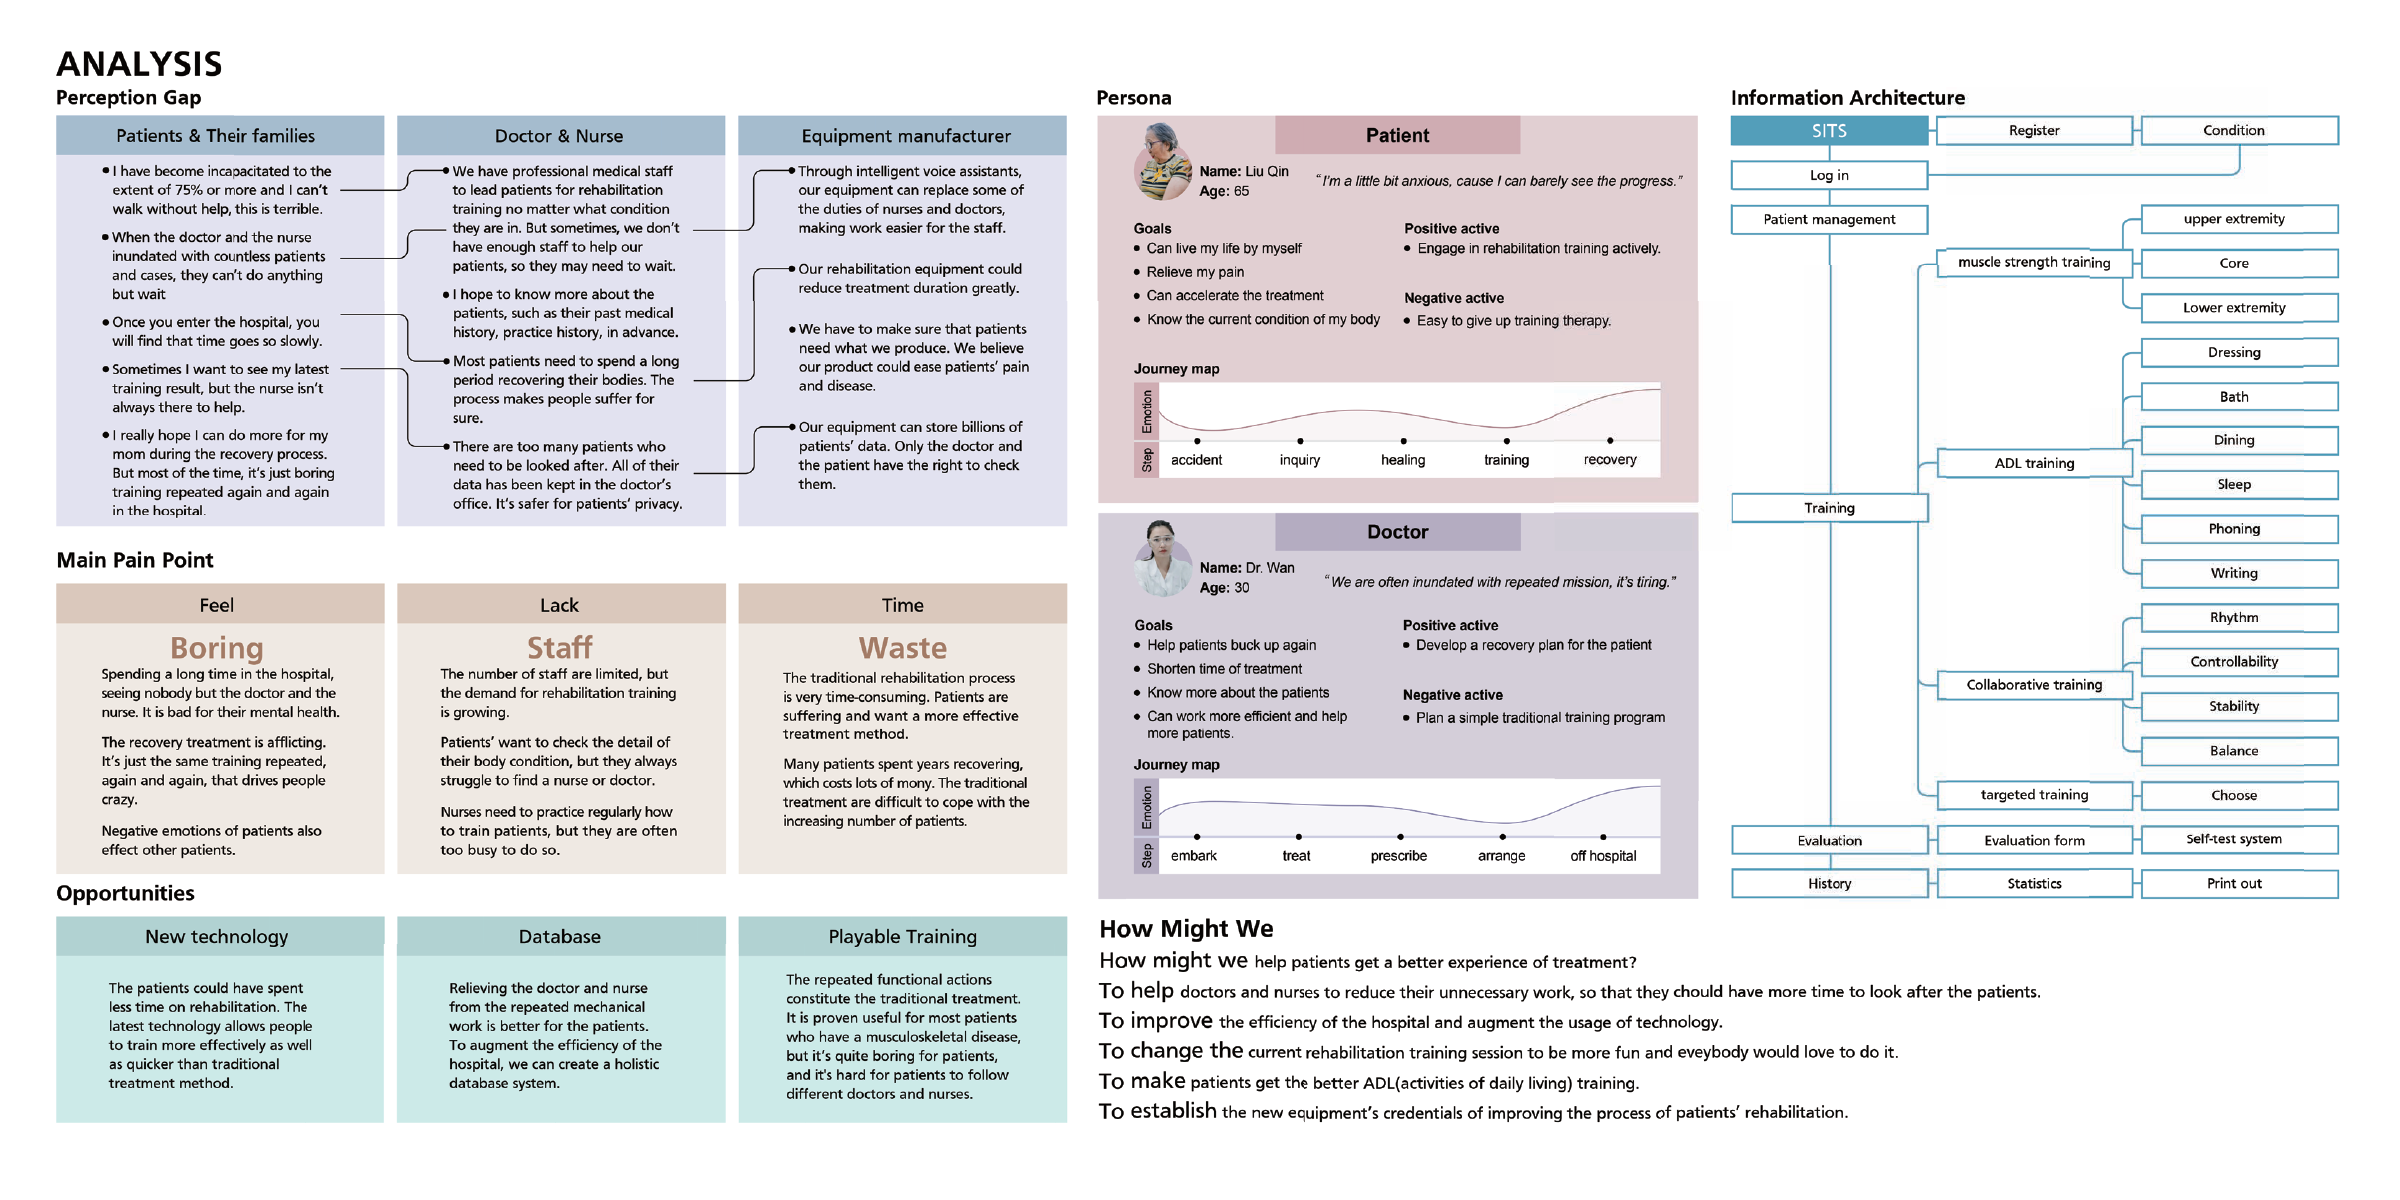 ANALYSIS
Perception Gap
Patients & Their families
• I have become incapacitated to the
extent of 75% or more and I can't
walk without help, this is terrible.
• When the doctor and the nurse
inundated with countless patients
and cases, they can't do anything
but wait
• Once you enter the hospital, you
will find that time goes so slowly.
• Sometimes I want to see my latest
training result, but the nurse isn't
always there to help.
• I really hope I can do more for my
mom during the recovery process.
But most of the time, it's just boring
training repeated again and again
in the hospital.
Doctor & Nurse
• We have professional medical staff
to lead patients for rehabilitation
training no matter what condition
they are in. But sometimes, we don't
have enough staff to help our
patients, so they may need to wait.
• I hope to know more about the
patients, such as their past medical
history, practice history, in advance.
• Most patients need to spend a long
period recovering their bodies. The
process makes people suffer for
sure.
• There are too many patients who
need to be looked after. All of their
data has been kept in the doctor's
office. It's safer for patients' privacy.
Equipment manufacturer
• Through intelligent voice assistants,
our equipment can replace some of
the duties of nurses and doctors,
making work easier for the staff.
• Our rehabilitation equipment could
reduce treatment duration greatly.
• We have to make sure that patients
need what we produce. We believe
our product could ease patients' pain
and disease.
• Our equipment can store billions of
patients' data. Only the doctor and
the patient have the right to check
them.
Main Pain Point
Feel
Boring
Spending a long time in the hospital,
seeing nobody but the doctor and the
nurse. It is bad for their mental health.
The recovery treatment is afflicting.
It's just the same training repeated,
again and again, that drives people
crazy.
Negative emotions of patients also
effect other patients.
Lack
Staff
The number of staff are limited, but
the demand for rehabilitation training
is growing.
Patients' want to check the detail of
their body condition, but they always
struggle to find a nurse or doctor.
Nurses need to practice regularly how
to train patients, but they are often
too busy to do so.
Time
Waste
The traditional rehabilitation process
is very time-consuming. Patients are
suffering and want a more effective
treatment method.
Many patients spent years recovering,
which costs lots of mony. The traditional
treatment are difficult to cope with the
increasing number of patients.
Opportunities
New technology
The patients could have spent
less time on rehabilitation. The
latest technology allows people
to train more effectively as well
as quicker than traditional
treatment method.
Database
Relieving the doctor and nurse
from the repeated mechanical
work is better for the patients.
To augment the efficiency of the
hospital, we can create a holistic
database system.
Playable Training
The repeated functional actions
constitute the traditional treatment.
It is proven useful for most patients
who have a musculoskeletal disease,
but it's quite boring for patients,
and it's hard for patients to follow
different doctors and nurses.
Persona
Patient
Name: Liu Qin
Age: 65
"I'm a little bit anxious, cause I can barely see the progress."
Goals
• Can live my life by myself
• Relieve my pain
• Can accelerate the treatment
• Know the current condition of my body
Positive active
• Engage in rehabilitation training actively.
Negative active
• Easy to give up training therapy.
Journey map
Emotion
Step
accident inquiry healing training recovery
Doctor
Name: Dr. Wan
Age: 30
"We are often inundated with repeated mission, it's tiring."
Goals
• Help patients buck up again
• Shorten time of treatment
• Know more about the patients
• Can work more efficient and help
more patients.
Positive active
• Develop a recovery plan for the patient
Negative active
• Plan a simple traditional training program
Journey map
Emotion
Step
embark treat prescribe arrange off hospital
How Might We
How might we help patients get a better experience of treatment?
To help doctors and nurses to reduce their unnecessary work, so that they chould have more time to look after the patients.
To improve the efficiency of the hospital and augment the usage of technology.
To change the current rehabilitation training session to be more fun and eveybody would love to do it.
To make patients get the better ADL(activities of daily living) training.
To establish the new equipment's credentials of improving the process of patients' rehabilitation.
Information Architecture
SITS
Register
Condition
Log in
Patient management
Training
muscle strength training
upper extremity
Core
Lower extremity
ADL training
Dressing
Bath
Dining
Sleep
Phoning
Writing
Collaborative training
Rhythm
Controllability
Stability
Balance
targeted training
Choose
Evaluation
Evaluation form
Self-test system
History
Statistics
Print out